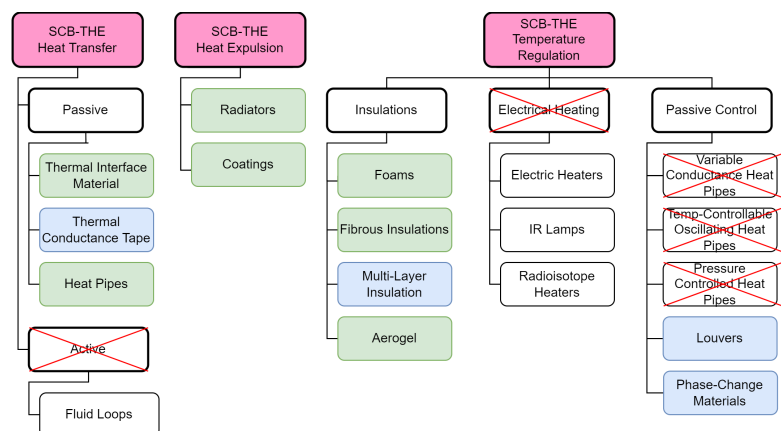 SCB-THE
Heat Transfer
Passive
Thermal Interface
Material
Thermal
Conductance Tape
Heat Pipes
Active
Fluid Loops
SCB-THE
Heat Expulsion
Radiators
Coatings
SCB-THE
Temperature
Regulation
Insulations
Foams
Fibrous Insulations
Multi-Layer
Insulation
Aerogel
Electrical Heating
Electric Heaters
IR Lamps
Radioisotope
Heaters
Passive Control
Variable
Conductance Heat
Pipes
Temp-Controllable
Oscillating Heat
Pipes
Pressure
Controlled Heat
Pipes
Louvers
Phase-Change
Materials